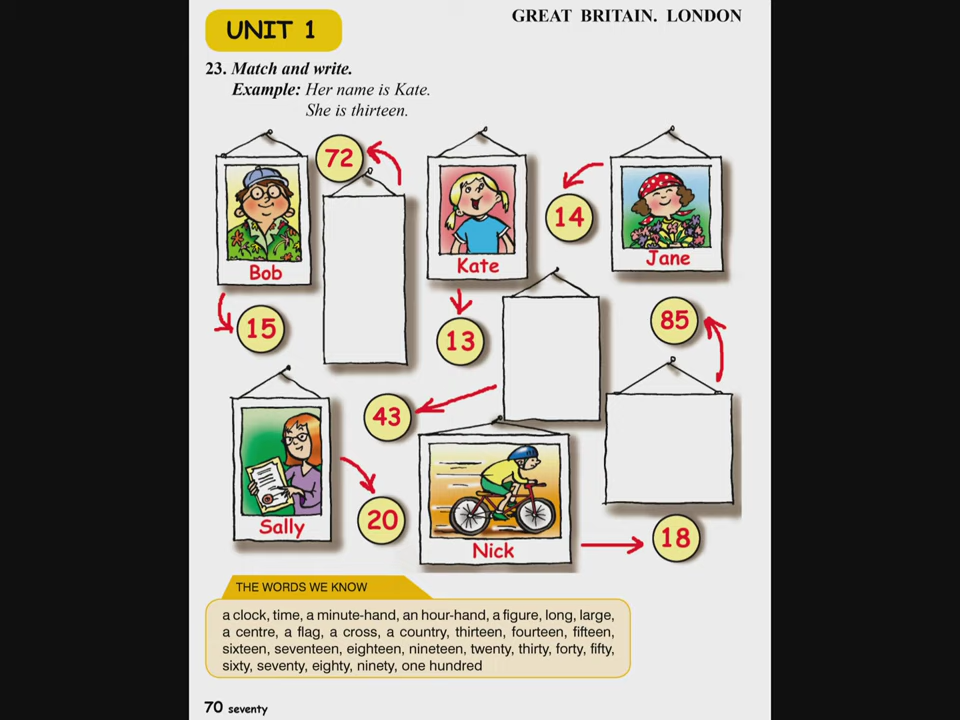 UNIT 1
GREAT BRITAIN. LONDON
23. Match and write.
Example: Her name is Kate.
She is thirteen.
72
14
Bob
Kate
Jane
15
13
85
43
Sally
20
Nick
18
THE WORDS WE KNOW
a clock, time, a minute-hand, an hour-hand, a figure, long, large,
a centre, a flag, a cross, a country, thirteen, fourteen, fifteen,
sixteen, seventeen, eighteen, nineteen, twenty, thirty, forty, fifty,
sixty, seventy, eighty, ninety, one hundred
70 seventy